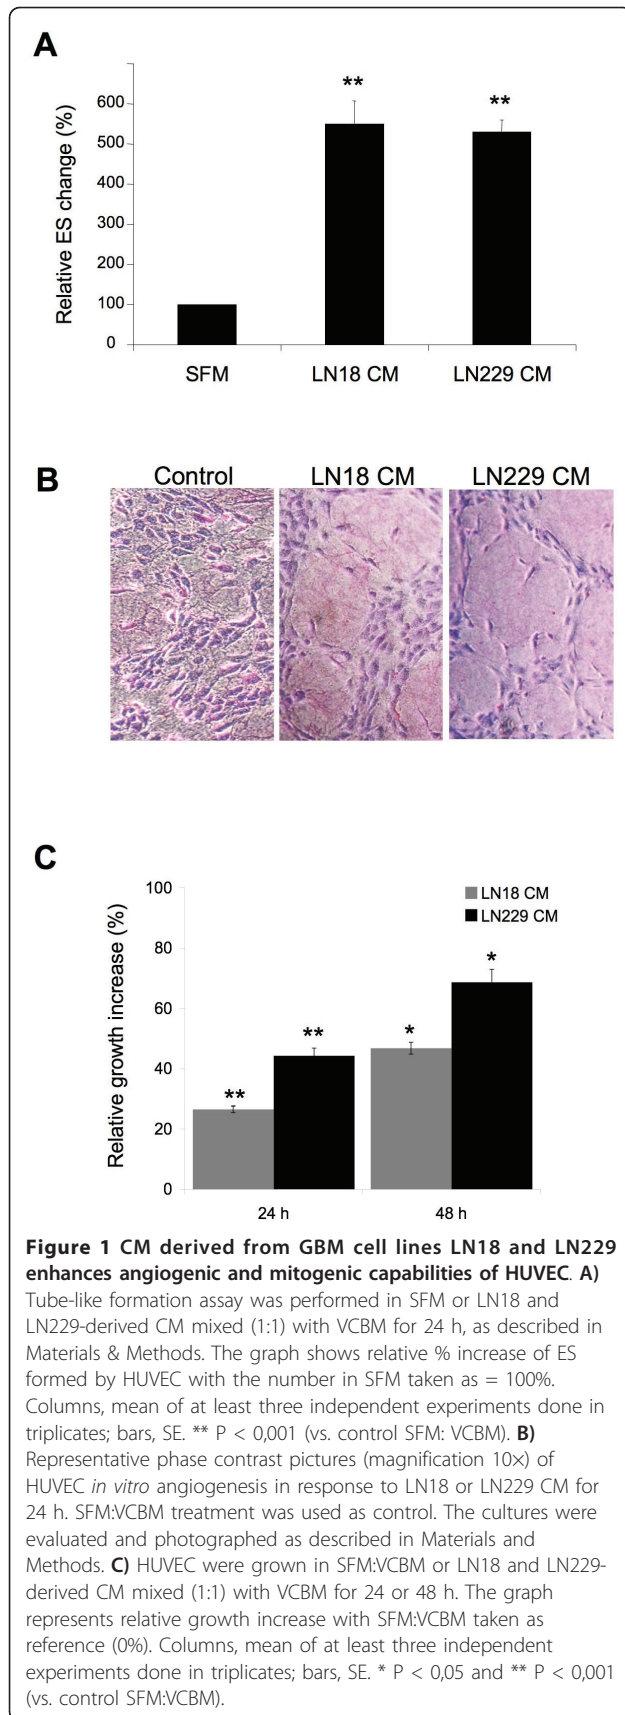 A
Relative ES change (%)
600
500
400
300
200
100
0
**
**
SFM
LN18 CM
LN229 CM
B
Control
LN18 CM
LN229 CM
C
Relative growth increase (%)
100
80
60
40
20
0
LN18 CM
LN229 CM
**
**
*
*
24 h
48 h
Figure 1 CM derived from GBM cell lines LN18 and LN229
enhances angiogenic and mitogenic capabilities of HUVEC. A)
Tube-like formation assay was performed in SFM or LN18 and
LN229-derived CM mixed (1:1) with VCBM for 24 h, as described in
Materials & Methods. The graph shows relative % increase of ES
formed by HUVEC with the number in SFM taken as = 100%.
Columns, mean of at least three independent experiments done in
triplicates; bars, SE. ** P < 0,001 (vs. control SFM: VCBM). B)
Representative phase contrast pictures (magnification 10×) of
HUVEC in vitro angiogenesis in response to LN18 or LN229 CM for
24 h. SFM:VCBM treatment was used as control. The cultures were
evaluated and photographed as described in Materials and
Methods. C) HUVEC were grown in SFM:VCBM or LN18 and LN229-
derived CM mixed (1:1) with VCBM for 24 or 48 h. The graph
represents relative growth increase with SFM:VCBM taken as
reference (0%). Columns, mean of at least three independent
experiments done in triplicates; bars, SE. * P < 0,05 and ** P < 0,001
(vs. control SFM:VCBM).